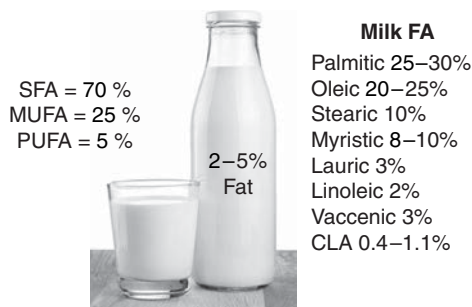 SFA = 70 %
MUFA = 25 %
PUFA = 5 %
2–5%
Fat
Milk FA
Palmitic 25–30%
Oleic 20–25%
Stearic 10%
Myristic 8–10%
Lauric 3%
Linoleic 2%
Vaccenic 3%
CLA 0.4–1.1%